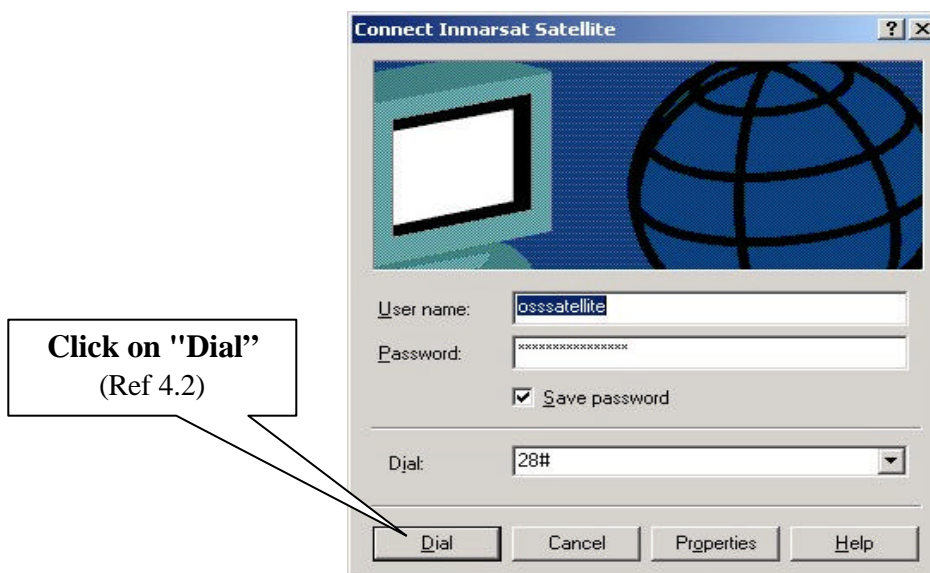 Connect Inmarsat Satellite
User name: osssatellite
Password: ****************
Save password
Dial: 28#
Dial Cancel Properties Help
Click on "Dial”
(Ref 4.2)